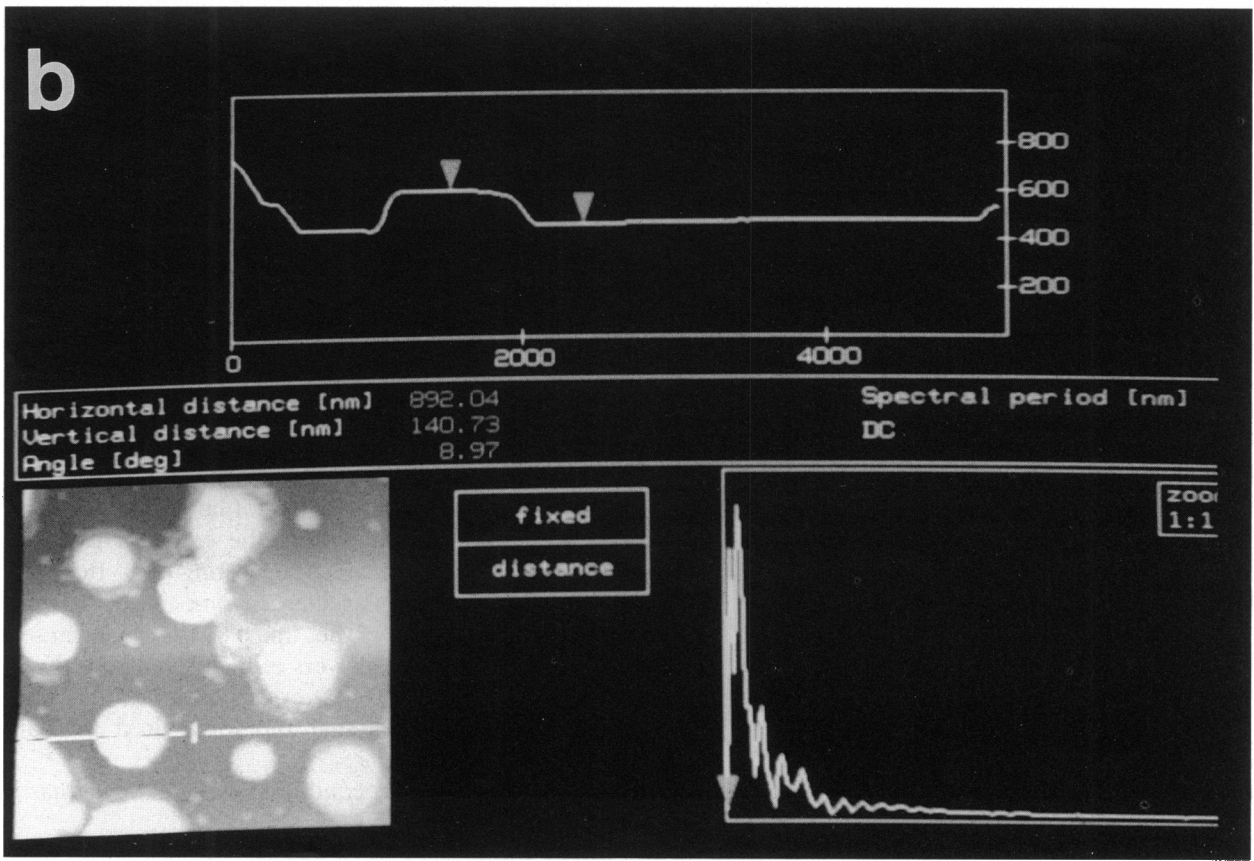 b
800
600
400
200
0 2000 4000
Horizontal distance [nm] 892.04
Vertical distance [nm] 140.73
Angle [deg] 8.97
Spectral period [nm]
DC
fixed
distance
zoo
1:1